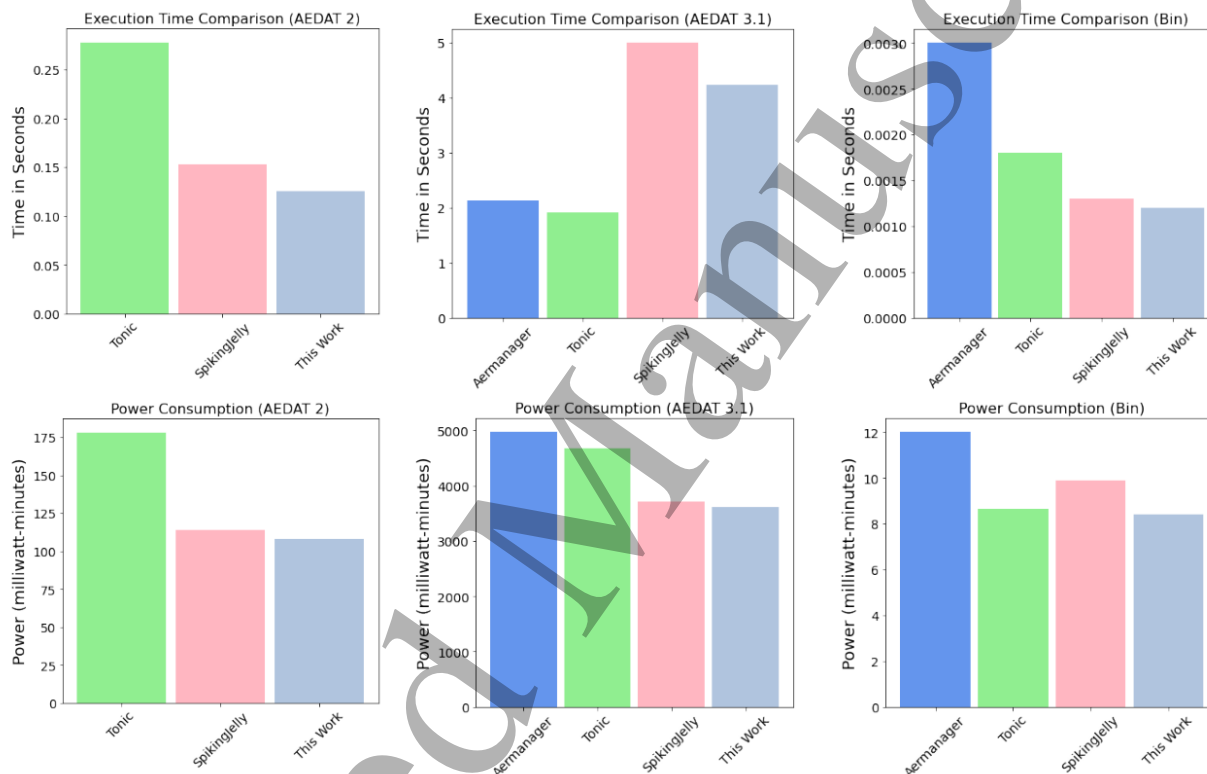 Execution Time Comparison (AEDAT 2)
Time in Seconds
0.25
0.20
0.15
0.10
0.05
0.00
Tonic
SpikingJelly
This Work
Execution Time Comparison (AEDAT 3.1)
Time in Seconds
5
4
3
2
1
0
Aermanager
Tonic
SpikingJelly
This Work
Execution Time Comparison (Bin)
Time in Seconds
0.0030
0.0025
0.0020
0.0015
0.0010
0.0005
0.0000
Aermanager
Tonic
SpikingJelly
This Work
Power Consumption (AEDAT 2)
Power (milliwatt-minutes)
175
150
125
100
75
50
25
0
Tonic
SpikingJelly
This Work
Power Consumption (AEDAT 3.1)
Power (milliwatt-minutes)
5000
4000
3000
2000
1000
0
Aermanager
Tonic
SpikingJelly
This Work
Power Consumption (Bin)
Power (milliwatt-minutes)
12
10
8
6
4
2
0
Aermanager
Tonic
SpikingJelly
This Work